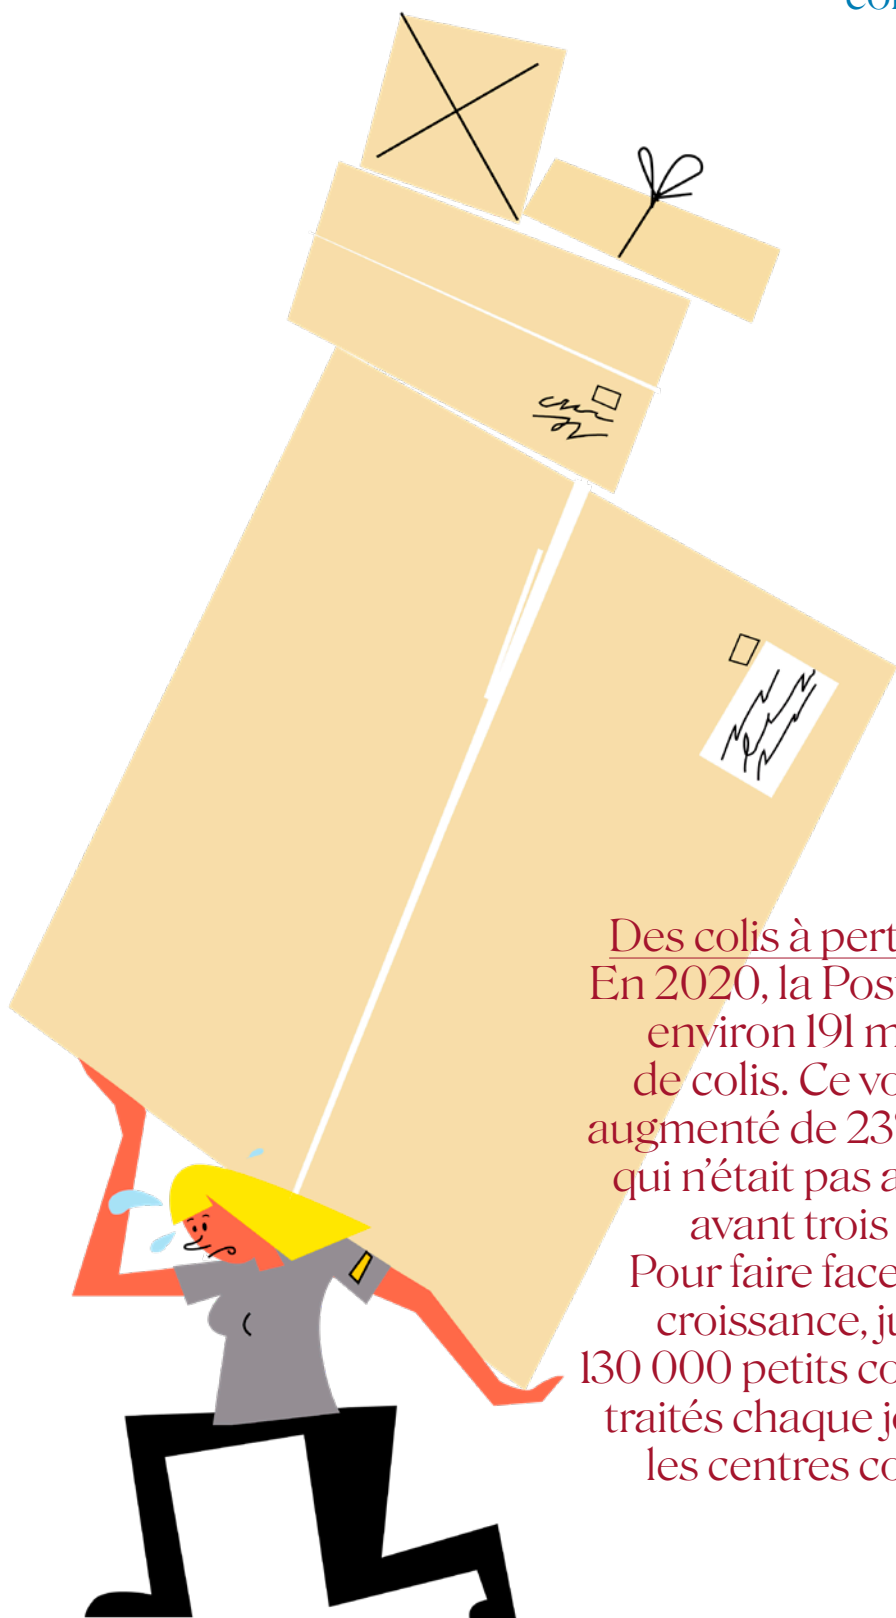 Des colis à pert
En 2020, la Pos
environ 191 m
de colis. Ce vo
augmenté de 23
qui n'était pas a
avant trois
Pour faire face
croissance, ju
130 000 petits co
traités chaque jo
les centres co